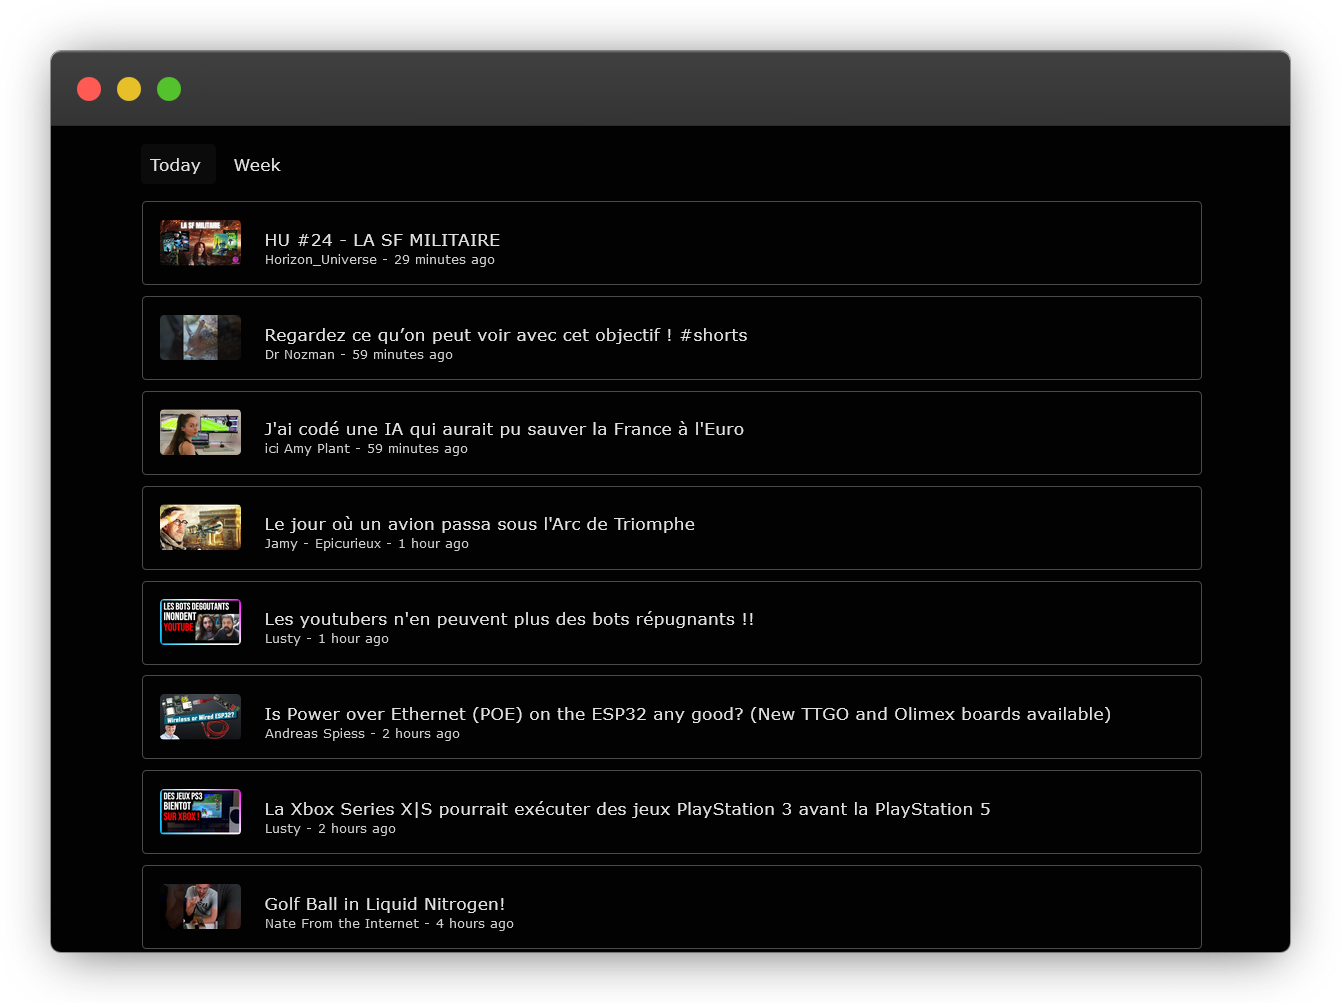 Today Week
LA SF MILITAIRE
HU #24 - LA SF MILITAIRE
Horizon_Universe - 29 minutes ago
Regardez ce qu’on peut voir avec cet objectif ! #shorts
Dr Nozman - 59 minutes ago
J'ai codé une IA qui aurait pu sauver la France à l'Euro
ici Amy Plant - 59 minutes ago
Le jour où un avion passa sous l'Arc de Triomphe
Jamy - Epicurieux - 1 hour ago
LES BOTS DEGOUTANTS
INONDENT
YOUTUBE
Les youtubers n'en peuvent plus des bots répugnants !!
Lusty - 1 hour ago
Wireless or Wired ESP32?
Is Power over Ethernet (POE) on the ESP32 any good? (New TTGO and Olimex boards available)
Andreas Spiess - 2 hours ago
DES JEUX PS3
BIENTOT
SUR XBOX !
La Xbox Series X|S pourrait exécuter des jeux PlayStation 3 avant la PlayStation 5
Lusty - 2 hours ago
Golf Ball in Liquid Nitrogen!
Nate From the Internet - 4 hours ago